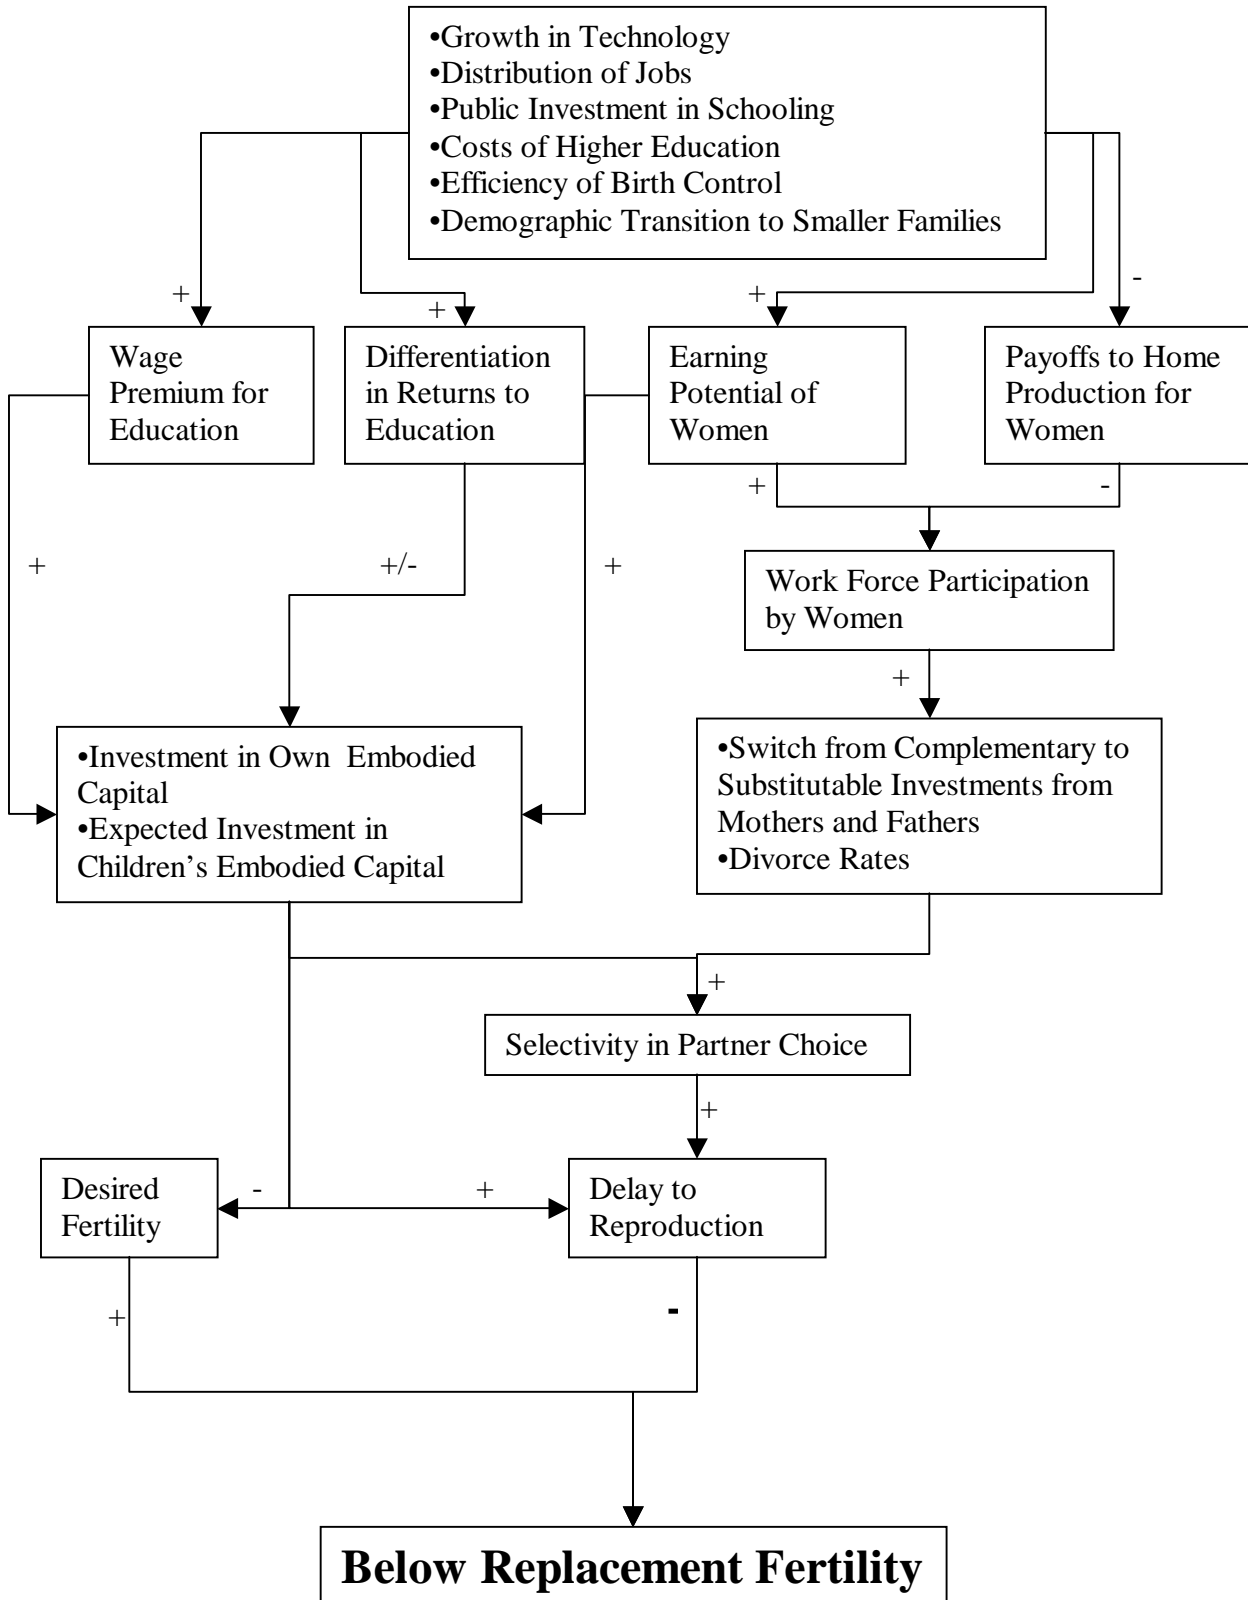 •Growth in Technology
•Distribution of Jobs
•Public Investment in Schooling
•Costs of Higher Education
•Efficiency of Birth Control
•Demographic Transition to Smaller Families
+
+
+
-
Wage
Premium for
Education
Differentiation
in Returns to
Education
Earning
Potential of
Women
Payoffs to Home
Production for
Women
+
-
+
+/-
+
Work Force Participation
by Women
+
•Investment in Own  Embodied
Capital
•Expected Investment in
Children’s Embodied Capital
•Switch from Complementary to
Substitutable Investments from
Mothers and Fathers
•Divorce Rates
+
Selectivity in Partner Choice
+
Desired
Fertility
-
+
Delay to
Reproduction
+
-
Below Replacement Fertility